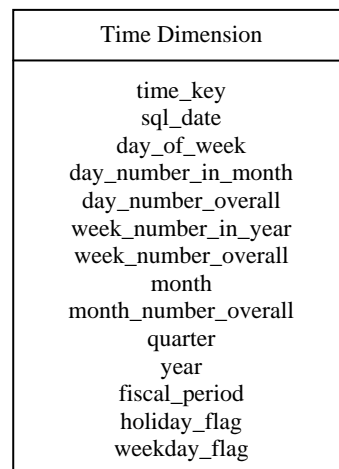 Time Dimension
time_key
sql_date
day_of_week
day_number_in_month
day_number_overall
week_number_in_year
week_number_overall
month
month_number_overall
quarter
year
fiscal_period
holiday_flag
weekday_flag